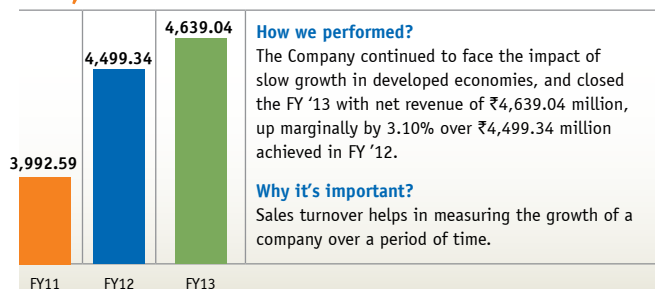 4,639.04
4,499.34
3,992.59
FY11 FY12 FY13
How we performed?
The Company continued to face the impact of
slow growth in developed economies, and closed
the FY ‘13 with net revenue of ₹4,639.04 million,
up marginally by 3.10% over ₹4,499.34 million
achieved in FY ’12.
Why it’s important?
Sales turnover helps in measuring the growth of a
company over a period of time.